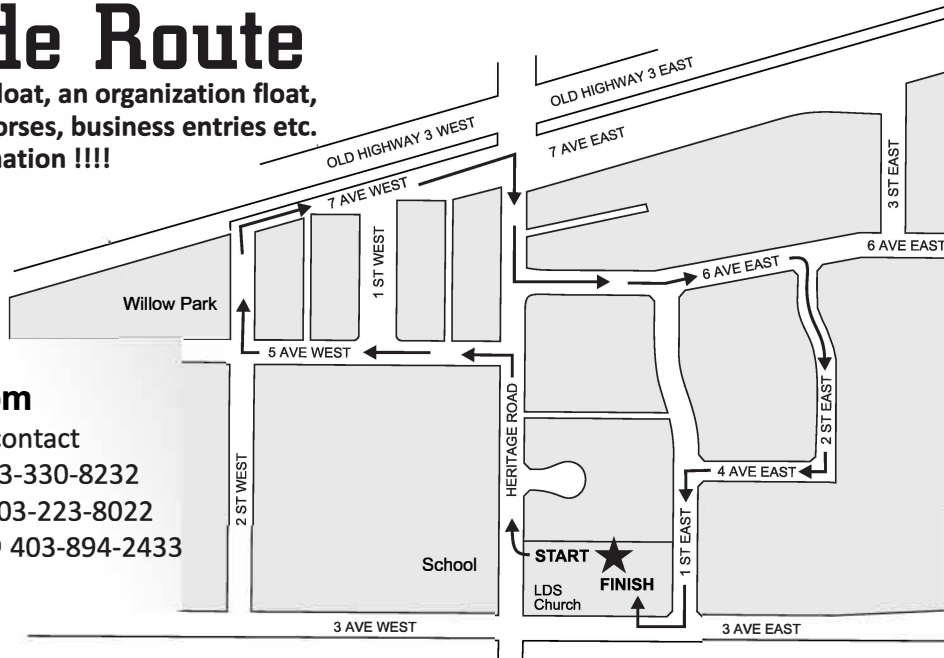 de Route
loat, an organization float,
orses, business entries etc.
nation !!!!
OLD HIGHWAY 3 EAST
OLD HIGHWAY 3 WEST
7 AVE EAST
7 AVE WEST
3 ST EAST
1 ST WEST
6 AVE EAST
6 AVE EAST
Willow Park
5 AVE WEST
om
contact
3-330-8232
03-223-8022
403-894-2433
HERITAGE ROAD
2 ST EAST
4 AVE EAST
2 ST WEST
1 ST EAST
START
FINISH
School
LDS
Church
3 AVE WEST
3 AVE EAST